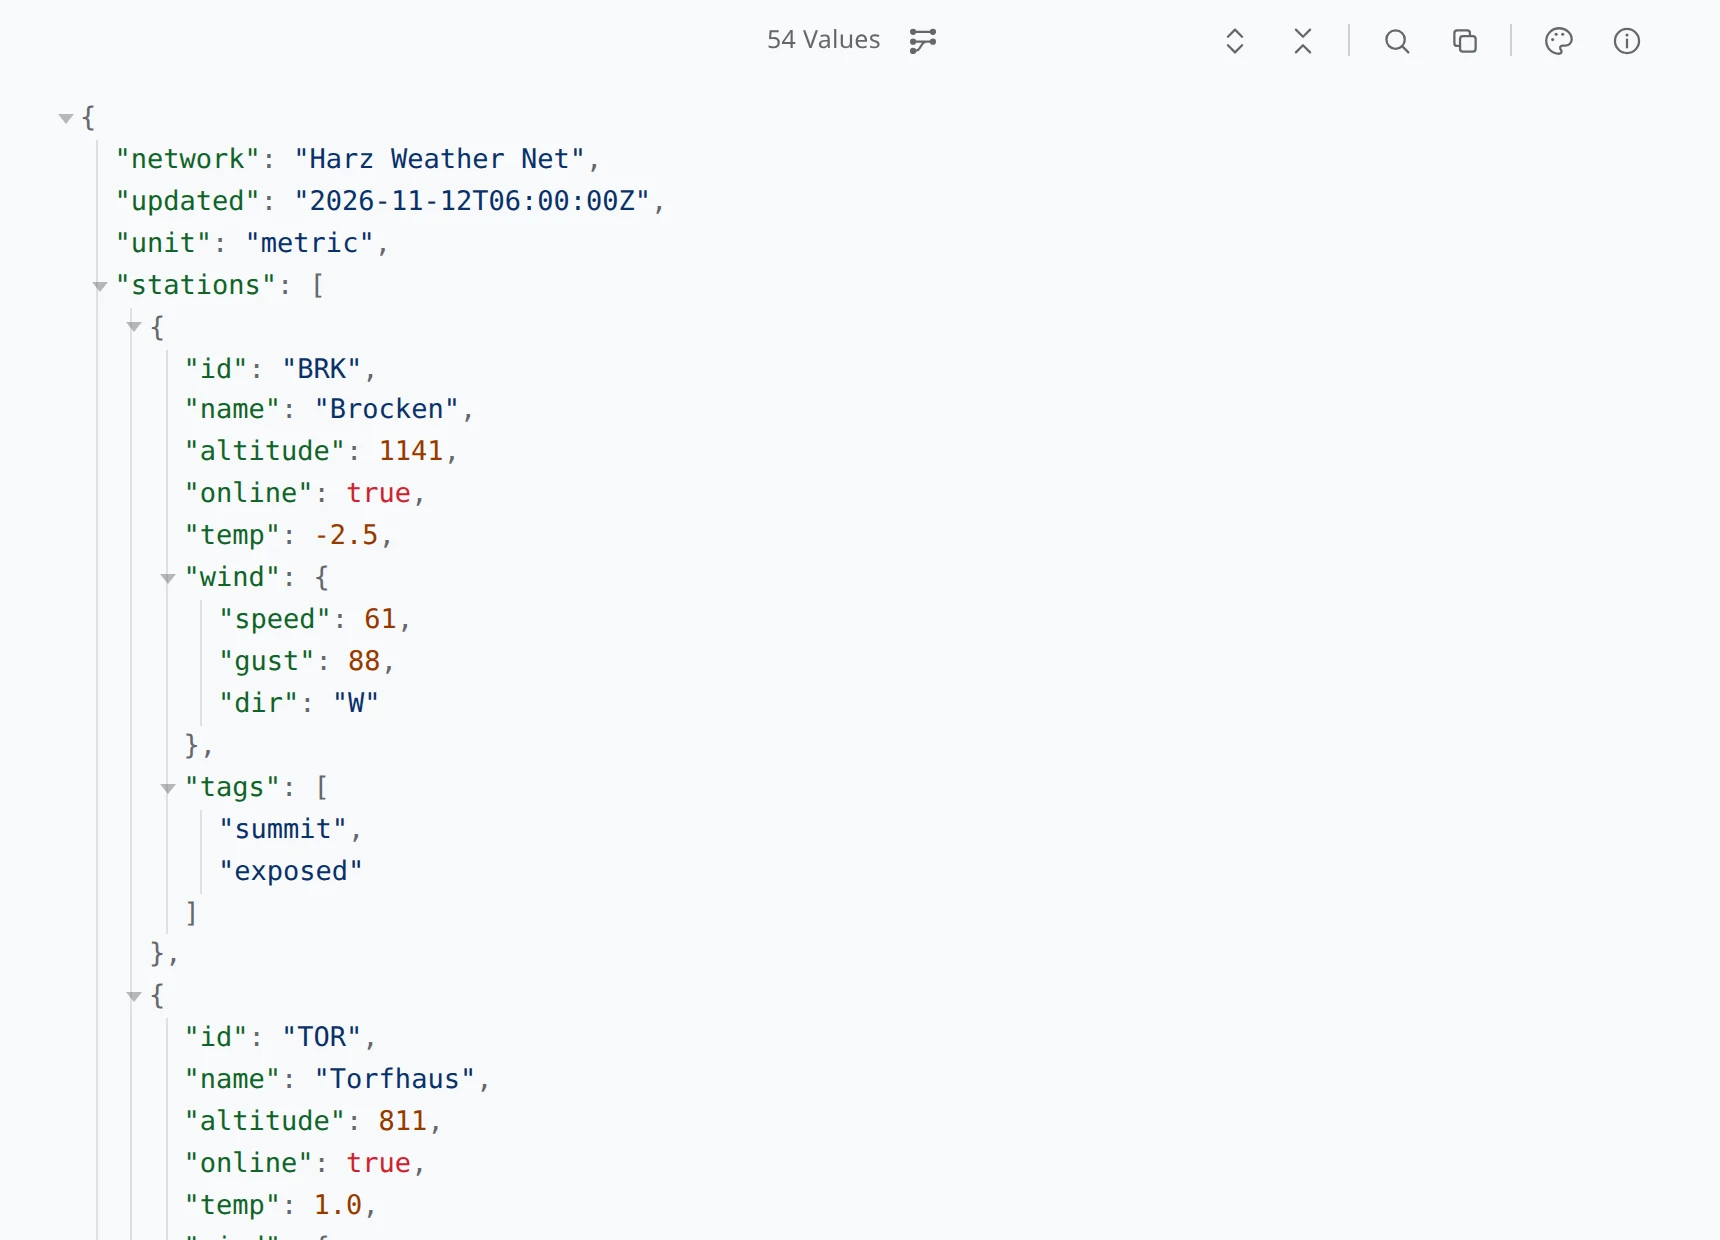 54 Values
{
"network": "Harz Weather Net",
"updated": "2026-11-12T06:00:00Z",
"unit": "metric",
"stations": [
{
"id": "BRK",
"name": "Brocken",
"altitude": 1141,
"online": true,
"temp": -2.5,
"wind": {
"speed": 61,
"gust": 88,
"dir": "W"
},
"tags": [
"summit",
"exposed"
]
},
{
"id": "TOR",
"name": "Torfhaus",
"altitude": 811,
"online": true,
"temp": 1.0,